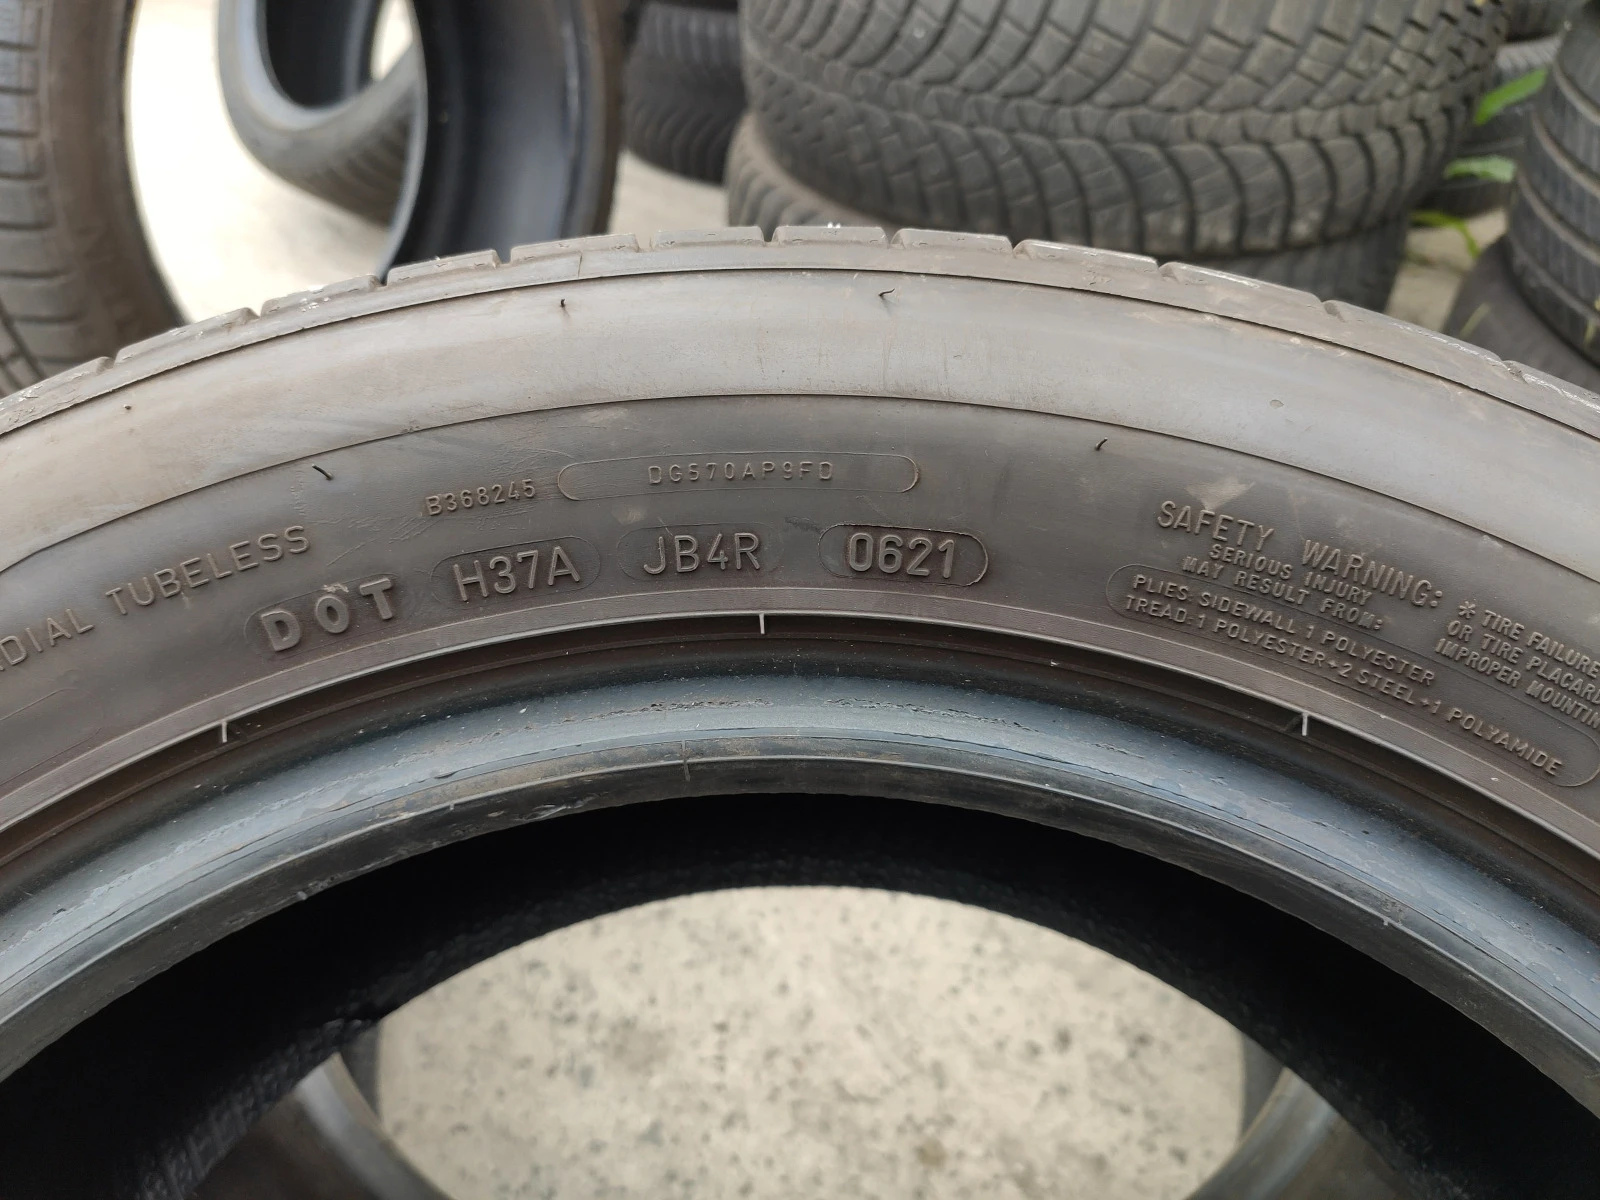 DIAL TUBELESS
B368245
DG570AP9FD
DOT H37A JB4R 0621
SAFETY WARNING:
SERIOUS INJURY
MAY RESULT FROM:
* TIRE FAILURE
OR TIRE PLACARD
IMPROPER MOUNTIN
PLIES: SIDEWALL 1 POLYESTER
TREAD:1 POLYESTER+2 STEEL+1 POLYAMIDE